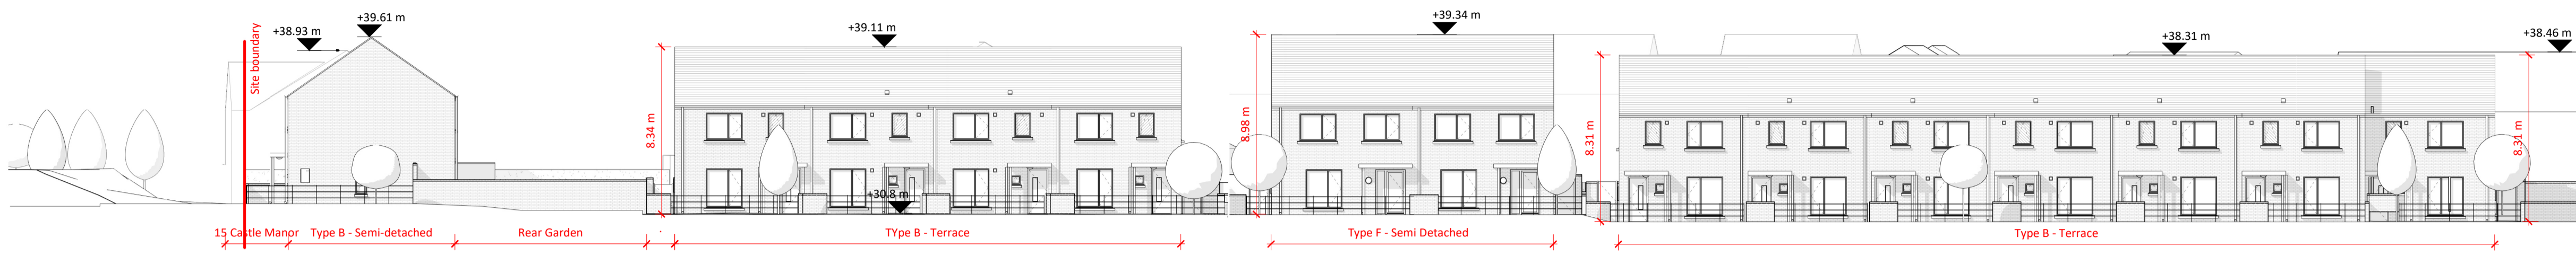 Site boundary
+38.93 m
+39.61 m
+39.11 m
+39.34 m
+38.31 m
+38.46 m
8.34 m
+30.8 m
8.98 m
8.31 m
8.31 m
15 Castle Manor
Type B - Semi-detached
Rear Garden
TYpe B - Terrace
Type F - Semi Detached
Type B - Terrace